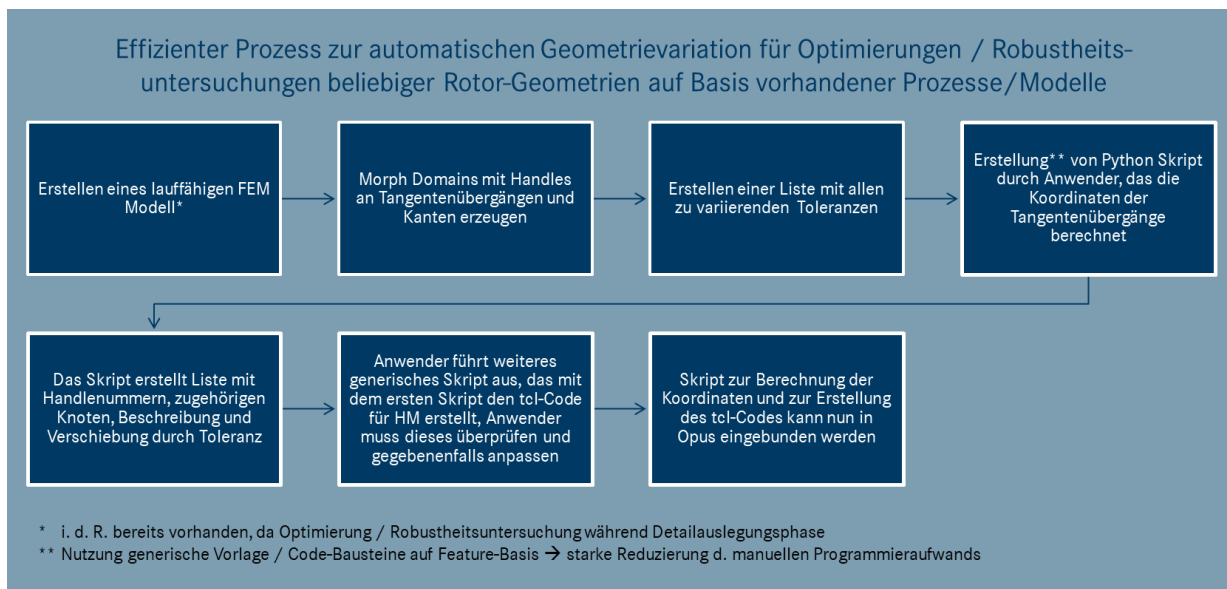 Effizienter Prozess zur automatischen Geometrievariation für Optimierungen / Robustheits-
untersuchungen beliebiger Rotor-Geometrien auf Basis vorhandener Prozesse/Modelle
Erstellen eines lauffähigen FEM
Modell*
Morph Domains mit Handles
an Tangentenübergängen und
Kanten erzeugen
Erstellen einer Liste mit allen
zu variierenden Toleranzen
Erstellung** von Python Skript
durch Anwender, das die
Koordinaten der
Tangentenübergänge
berechnet
Das Skript erstellt Liste mit
Handlenummern, zugehörigen
Knoten, Beschreibung und
Verschiebung durch Toleranz
Anwender führt weiteres
generisches Skript aus, das mit
dem ersten Skript den tcl-Code
für HM erstellt, Anwender
muss dieses überprüfen und
gegebenenfalls anpassen
Skript zur Berechnung der
Koordinaten und zur Erstellung
des tcl-Codes kann nun in
Opus eingebunden werden
* i. d. R. bereits vorhanden, da Optimierung / Robustheitsuntersuchung während Detailauslegungsphase
** Nutzung generische Vorlage / Code-Bausteine auf Feature-Basis → starke Reduzierung d. manuellen Programmieraufwands